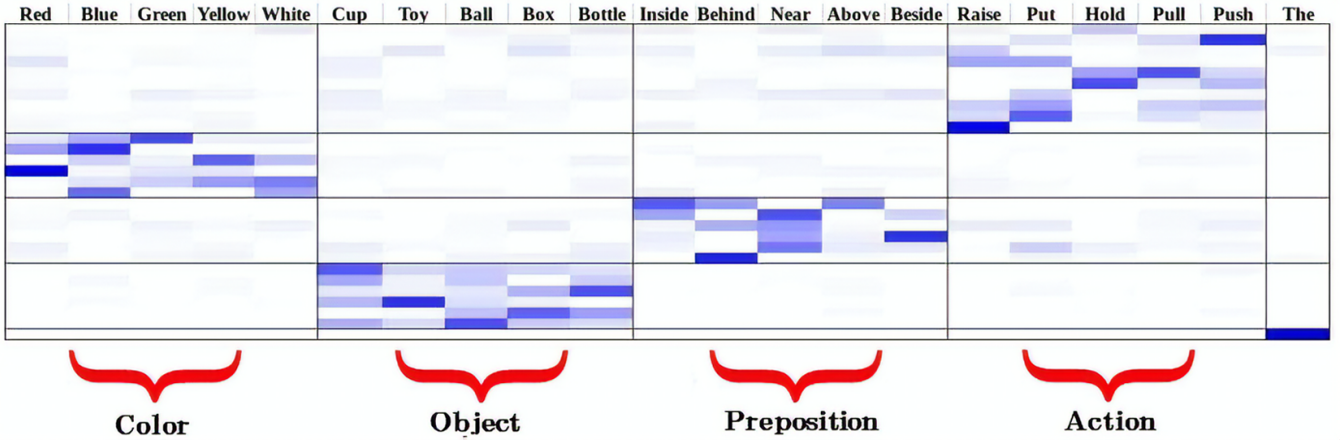 Red Blue Green Yellow White Cup Toy Ball Box Bottle Inside Behind Near Above Beside Raise Put Hold Pull Push The
Color Object Preposition Action